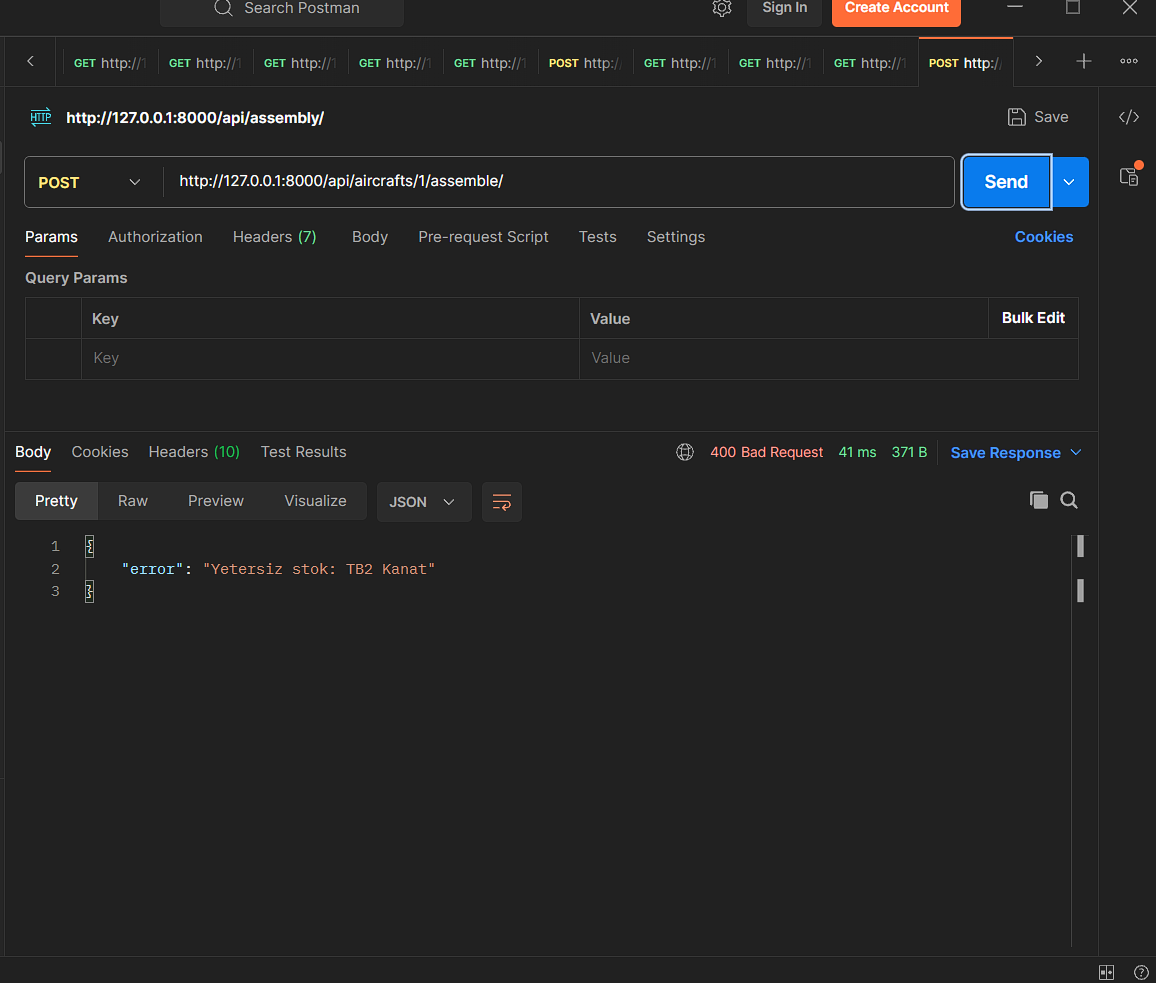 Search Postman
Sign In
Create Account
GET http://1
GET http://1
GET http://1
GET http://1
GET http://1
POST http:/
GET http://1
GET http://1
GET http://1
POST http:/
HTTP
http://127.0.0.1:8000/api/assembly/
Save
POST
http://127.0.0.1:8000/api/aircrafts/1/assemble/
Send
Params
Authorization
Headers (7)
Body
Pre-request Script
Tests
Settings
Cookies
Query Params
Key
Value
Bulk Edit
Key
Value
Body
Cookies
Headers (10)
Test Results
400 Bad Request
41 ms
371 B
Save Response
Pretty
Raw
Preview
Visualize
JSON
1 {
2 "error": "Yetersiz stok: TB2 Kanat"
3 }